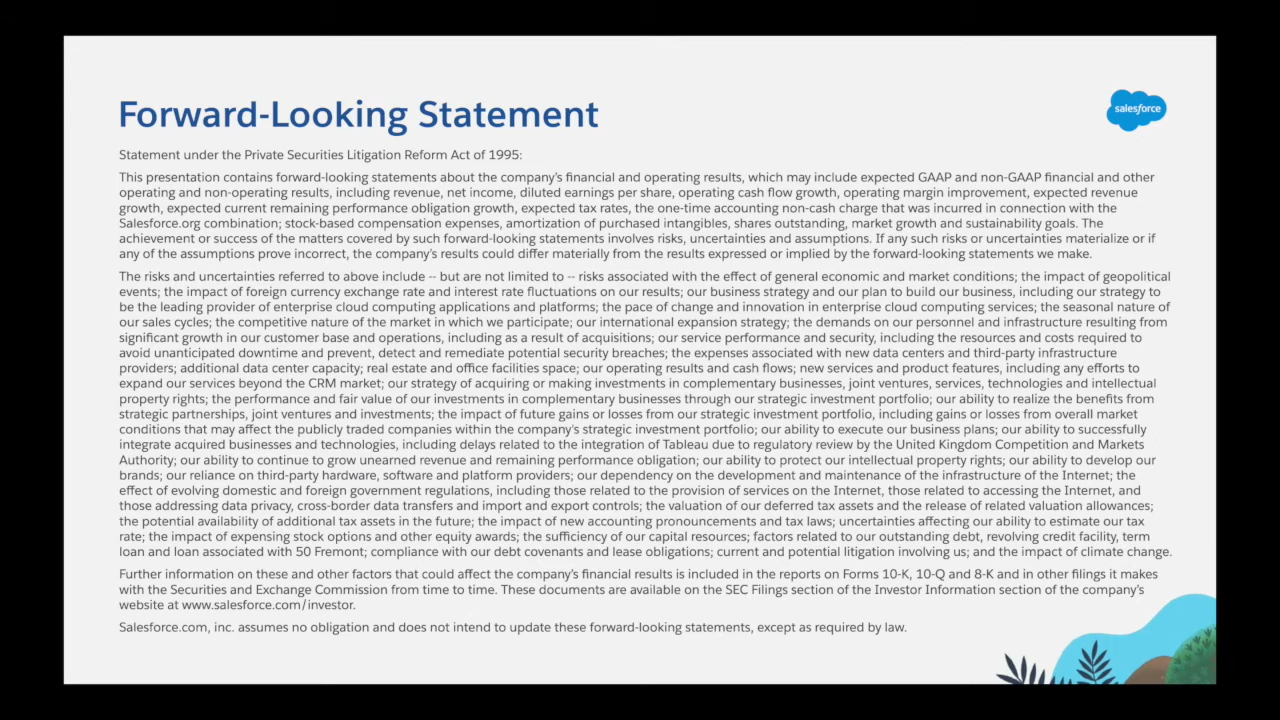 Forward-Looking Statement
salesforce
Statement under the Private Securities Litigation Reform Act of 1995:
This presentation contains forward-looking statements about the company's financial and operating results, which may include expected GAAP and non-GAAP financial and other
operating and non-operating results, including revenue, net income, diluted earnings per share, operating cash flow growth, operating margin improvement, expected revenue
growth, expected current remaining performance obligation growth, expected tax rates, the one-time accounting non-cash charge that was incurred in connection with the
Salesforce.org combination; stock-based compensation expenses, amortization of purchased intangibles, shares outstanding, market growth and sustainability goals. The
achievement or success of the matters covered by such forward-looking statements involves risks, uncertainties and assumptions. If any such risks or uncertainties materialize or if
any of the assumptions prove incorrect, the company's results could differ materially from the results expressed or implied by the forward-looking statements we make.
The risks and uncertainties referred to above include -- but are not limited to -- risks associated with the effect of general economic and market conditions; the impact of geopolitical
events; the impact of foreign currency exchange rate and interest rate fluctuations on our results; our business strategy and our plan to build our business, including our strategy to
be the leading provider of enterprise cloud computing applications and platforms; the pace of change and innovation in enterprise cloud computing services; the seasonal nature of
our sales cycles; the competitive nature of the market in which we participate; our international expansion strategy; the demands on our personnel and infrastructure resulting from
significant growth in our customer base and operations, including as a result of acquisitions; our service performance and security, including the resources and costs required to
avoid unanticipated downtime and prevent, detect and remediate potential security breaches; the expenses associated with new data centers and third-party infrastructure
providers; additional data center capacity; real estate and office facilities space; our operating results and cash flows; new services and product features, including any efforts to
expand our services beyond the CRM market; our strategy of acquiring or making investments in complementary businesses, joint ventures, services, technologies and intellectual
property rights; the performance and fair value of our investments in complementary businesses through our strategic investment portfolio; our ability to realize the benefits from
strategic partnerships, joint ventures and investments; the impact of future gains or losses from our strategic investment portfolio, including gains or losses from overall market
conditions that may affect the publicly traded companies within the company's strategic investment portfolio; our ability to execute our business plans; our ability to successfully
integrate acquired businesses and technologies, including delays related to the integration of Tableau due to regulatory review by the United Kingdom Competition and Markets
Authority; our ability to continue to grow unearned revenue and remaining performance obligation; our ability to protect our intellectual property rights; our ability to develop our
brands; our reliance on third-party hardware, software and platform providers; our dependency on the development and maintenance of the infrastructure of the Internet; the
effect of evolving domestic and foreign government regulations, including those related to the provision of services on the Internet, those related to accessing the Internet, and
those addressing data privacy, cross-border data transfers and import and export controls; the valuation of our deferred tax assets and the release of related valuation allowances;
the potential availability of additional tax assets in the future; the impact of new accounting pronouncements and tax laws; uncertainties affecting our ability to estimate our tax
rate; the impact of expensing stock options and other equity awards; the sufficiency of our capital resources; factors related to our outstanding debt, revolving credit facility, term
loan and loan associated with 50 Fremont; compliance with our debt covenants and lease obligations; current and potential litigation involving us; and the impact of climate change.
Further information on these and other factors that could affect the company's financial results is included in the reports on Forms 10-K, 10-Q and 8-K and in other filings it makes
with the Securities and Exchange Commission from time to time. These documents are available on the SEC Filings section of the Investor Information section of the company's
website at www.salesforce.com/investor.
Salesforce.com, inc. assumes no obligation and does not intend to update these forward-looking statements, except as required by law.